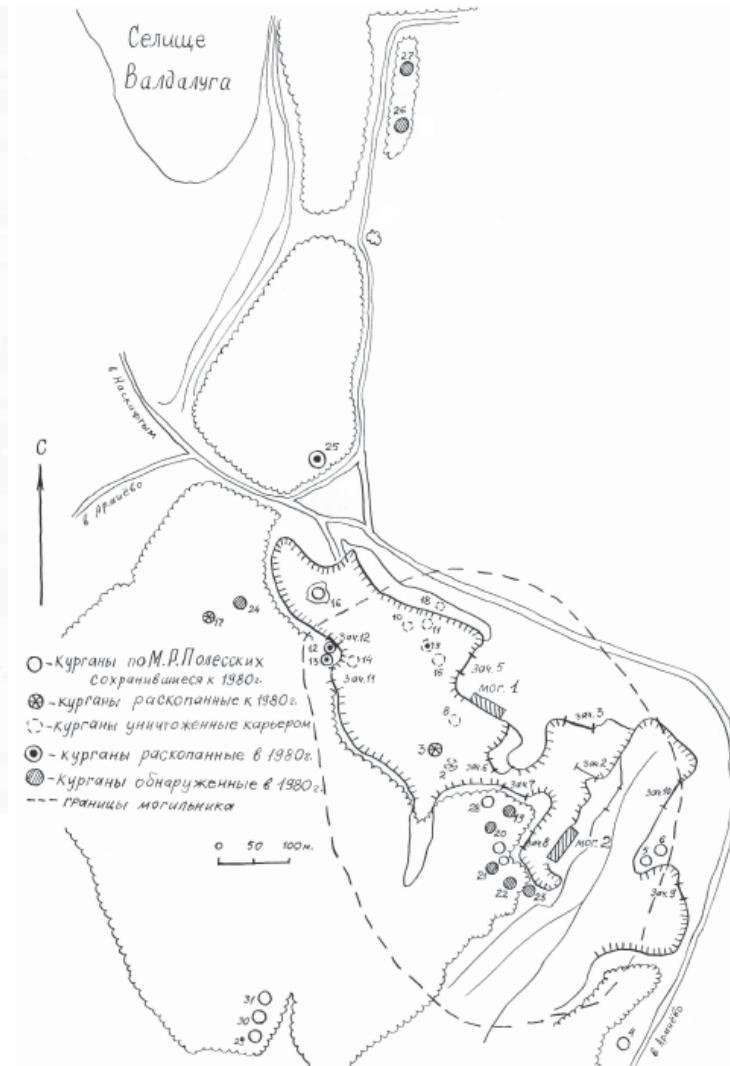 Селище
Валдалуга
27
26
в Наскафтым
С
25
в Армиево
16
18
10
11
24
17
зач.12
12
13
14
зач.11
15
зач.5
мог. 1
8
зач.3
3
2
зач.6
зач.7
зач.2
зач.10
28
19
20
зач.8
мог. 2
5
6
21
22
23
зач.9
31
30
29
в Армиево
- Курганы по М.Р.Полесских
сохранившиеся к 1980г.
- курганы раскопанные к 1980г.
- курганы уничтоженные карьером
- курганы раскопанные в 1980г.
- курганы обнаруженные в 1980г.
- границы могильника
0 50 100м.